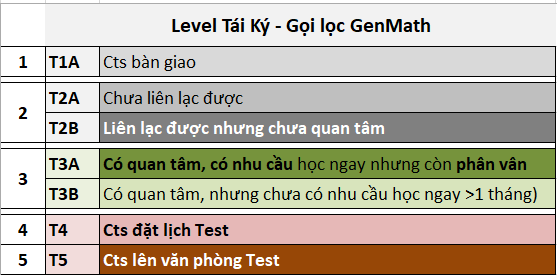 Level Tái Ký - Gọi lọc GenMath
1 T1A Cts bàn giao
2
T2A Chưa liên lạc được
T2B Liên lạc được nhưng chưa quan tâm
3
T3A Có quan tâm, có nhu cầu học ngay nhưng còn phân vân
T3B Có quan tâm, nhưng chưa có nhu cầu học ngay >1 tháng)
4 T4 Cts đặt lịch Test
5 T5 Cts lên văn phòng Test